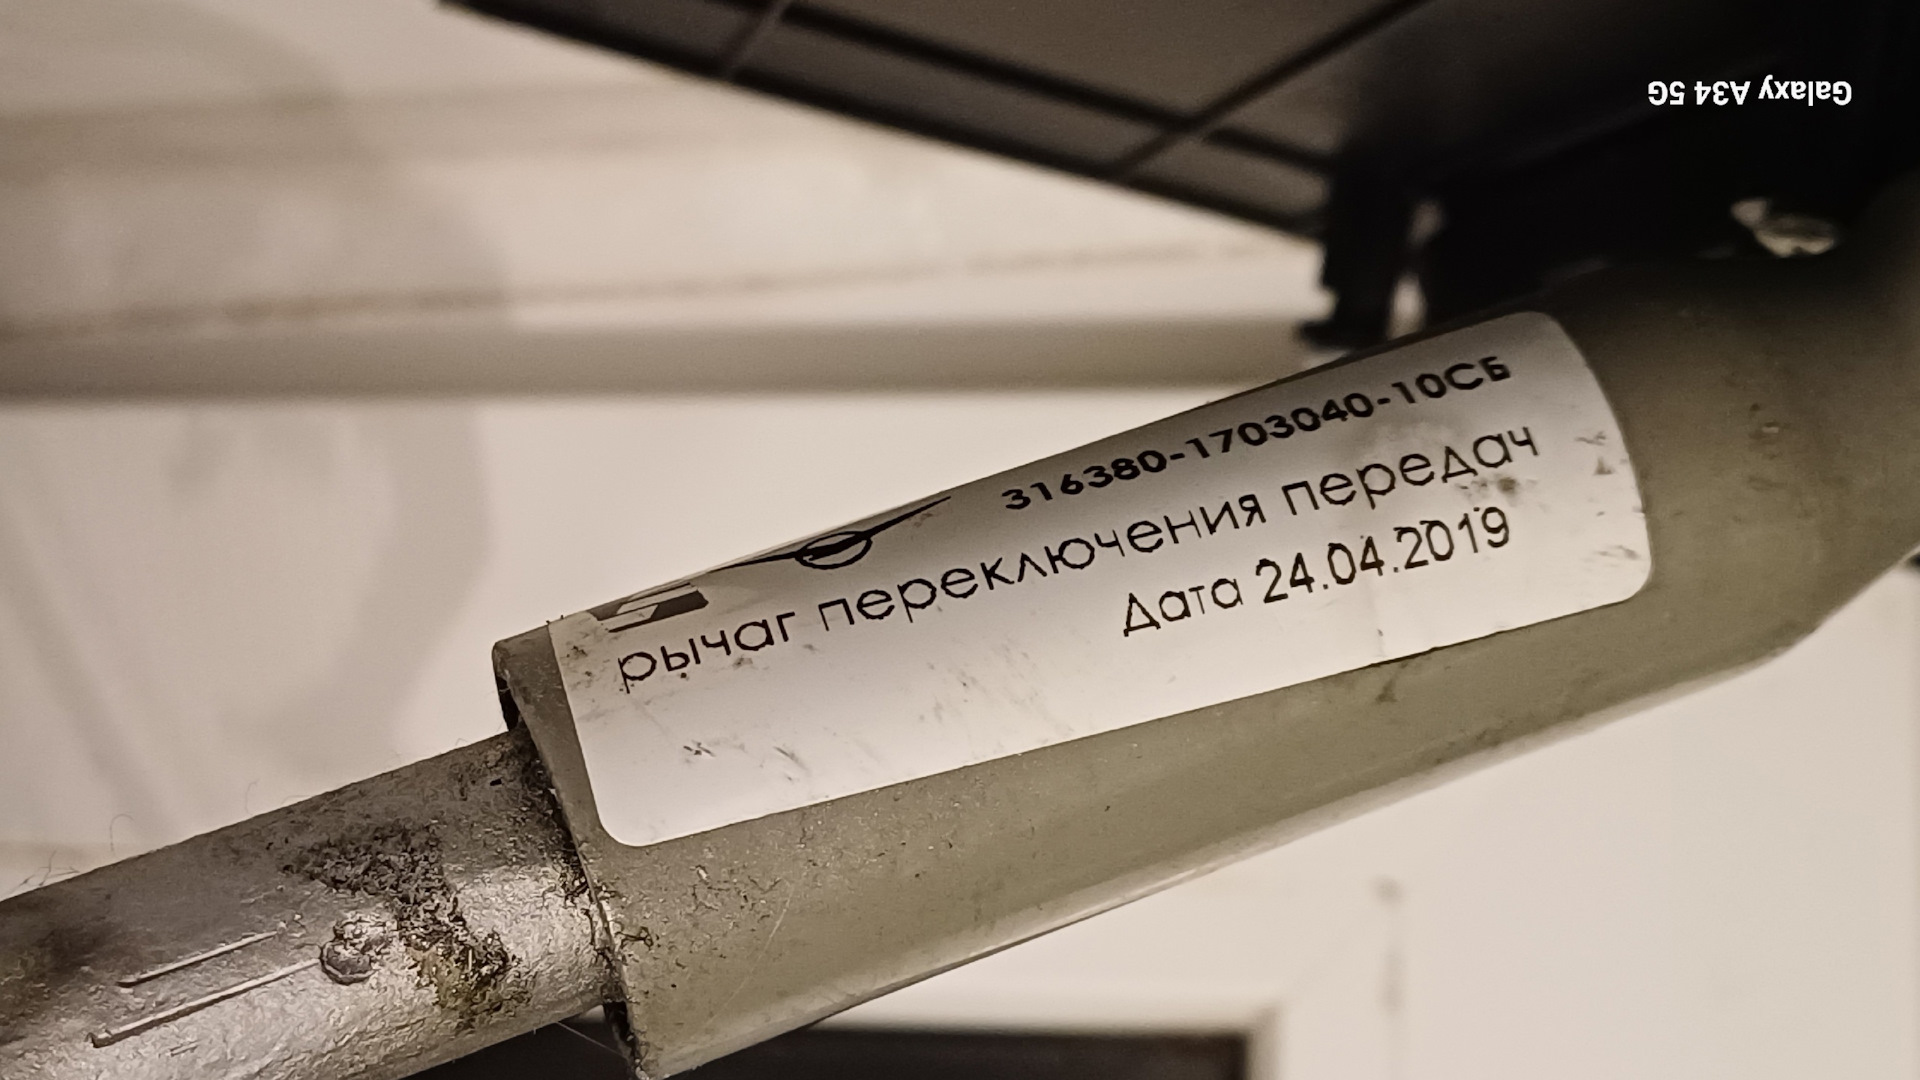 316380-1703040-10СБ
рычаг переключения передач
Дата 24.04.2019
Galaxy A34 5G